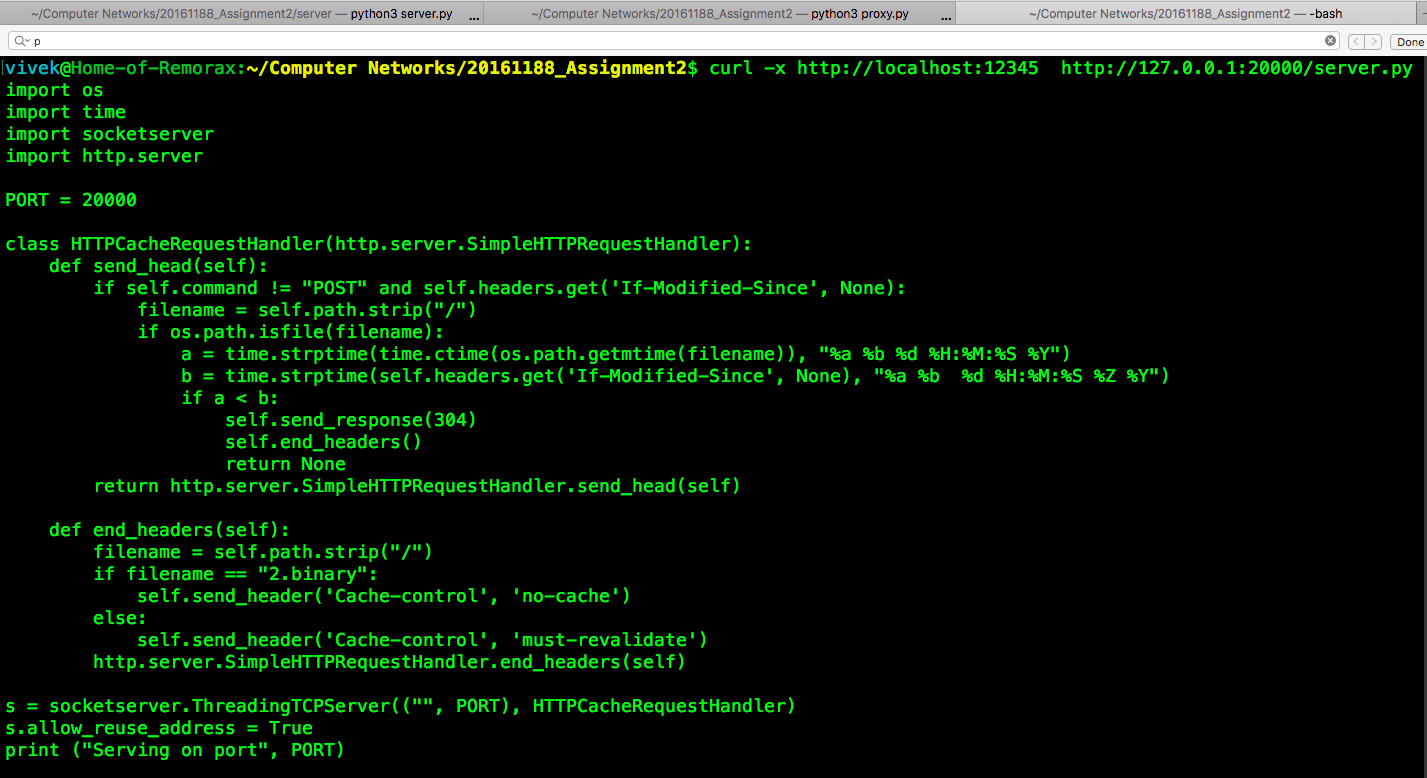 ~/Computer Networks/20161188_Assignment2/server — python3 server.py ... ~/Computer Networks/20161188_Assignment2 — python3 proxy.py ... ~/Computer Networks/20161188_Assignment2 — -bash
p Done
vivek@Home-of-Remorax:~/Computer Networks/20161188_Assignment2$ curl -x http://localhost:12345  http://127.0.0.1:20000/server.py
import os
import time
import socketserver
import http.server

PORT = 20000

class HTTPCacheRequestHandler(http.server.SimpleHTTPRequestHandler):
    def send_head(self):
        if self.command != "POST" and self.headers.get('If-Modified-Since', None):
            filename = self.path.strip("/")
            if os.path.isfile(filename):
                a = time.strptime(time.ctime(os.path.getmtime(filename)), "%a %b %d %H:%M:%S %Y")
                b = time.strptime(self.headers.get('If-Modified-Since', None), "%a %b  %d %H:%M:%S %Z %Y")
                if a < b:
                    self.send_response(304)
                    self.end_headers()
                    return None
        return http.server.SimpleHTTPRequestHandler.send_head(self)

    def end_headers(self):
        filename = self.path.strip("/")
        if filename == "2.binary":
            self.send_header('Cache-control', 'no-cache')
        else:
            self.send_header('Cache-control', 'must-revalidate')
        http.server.SimpleHTTPRequestHandler.end_headers(self)

s = socketserver.ThreadingTCPServer(("", PORT), HTTPCacheRequestHandler)
s.allow_reuse_address = True
print ("Serving on port", PORT)